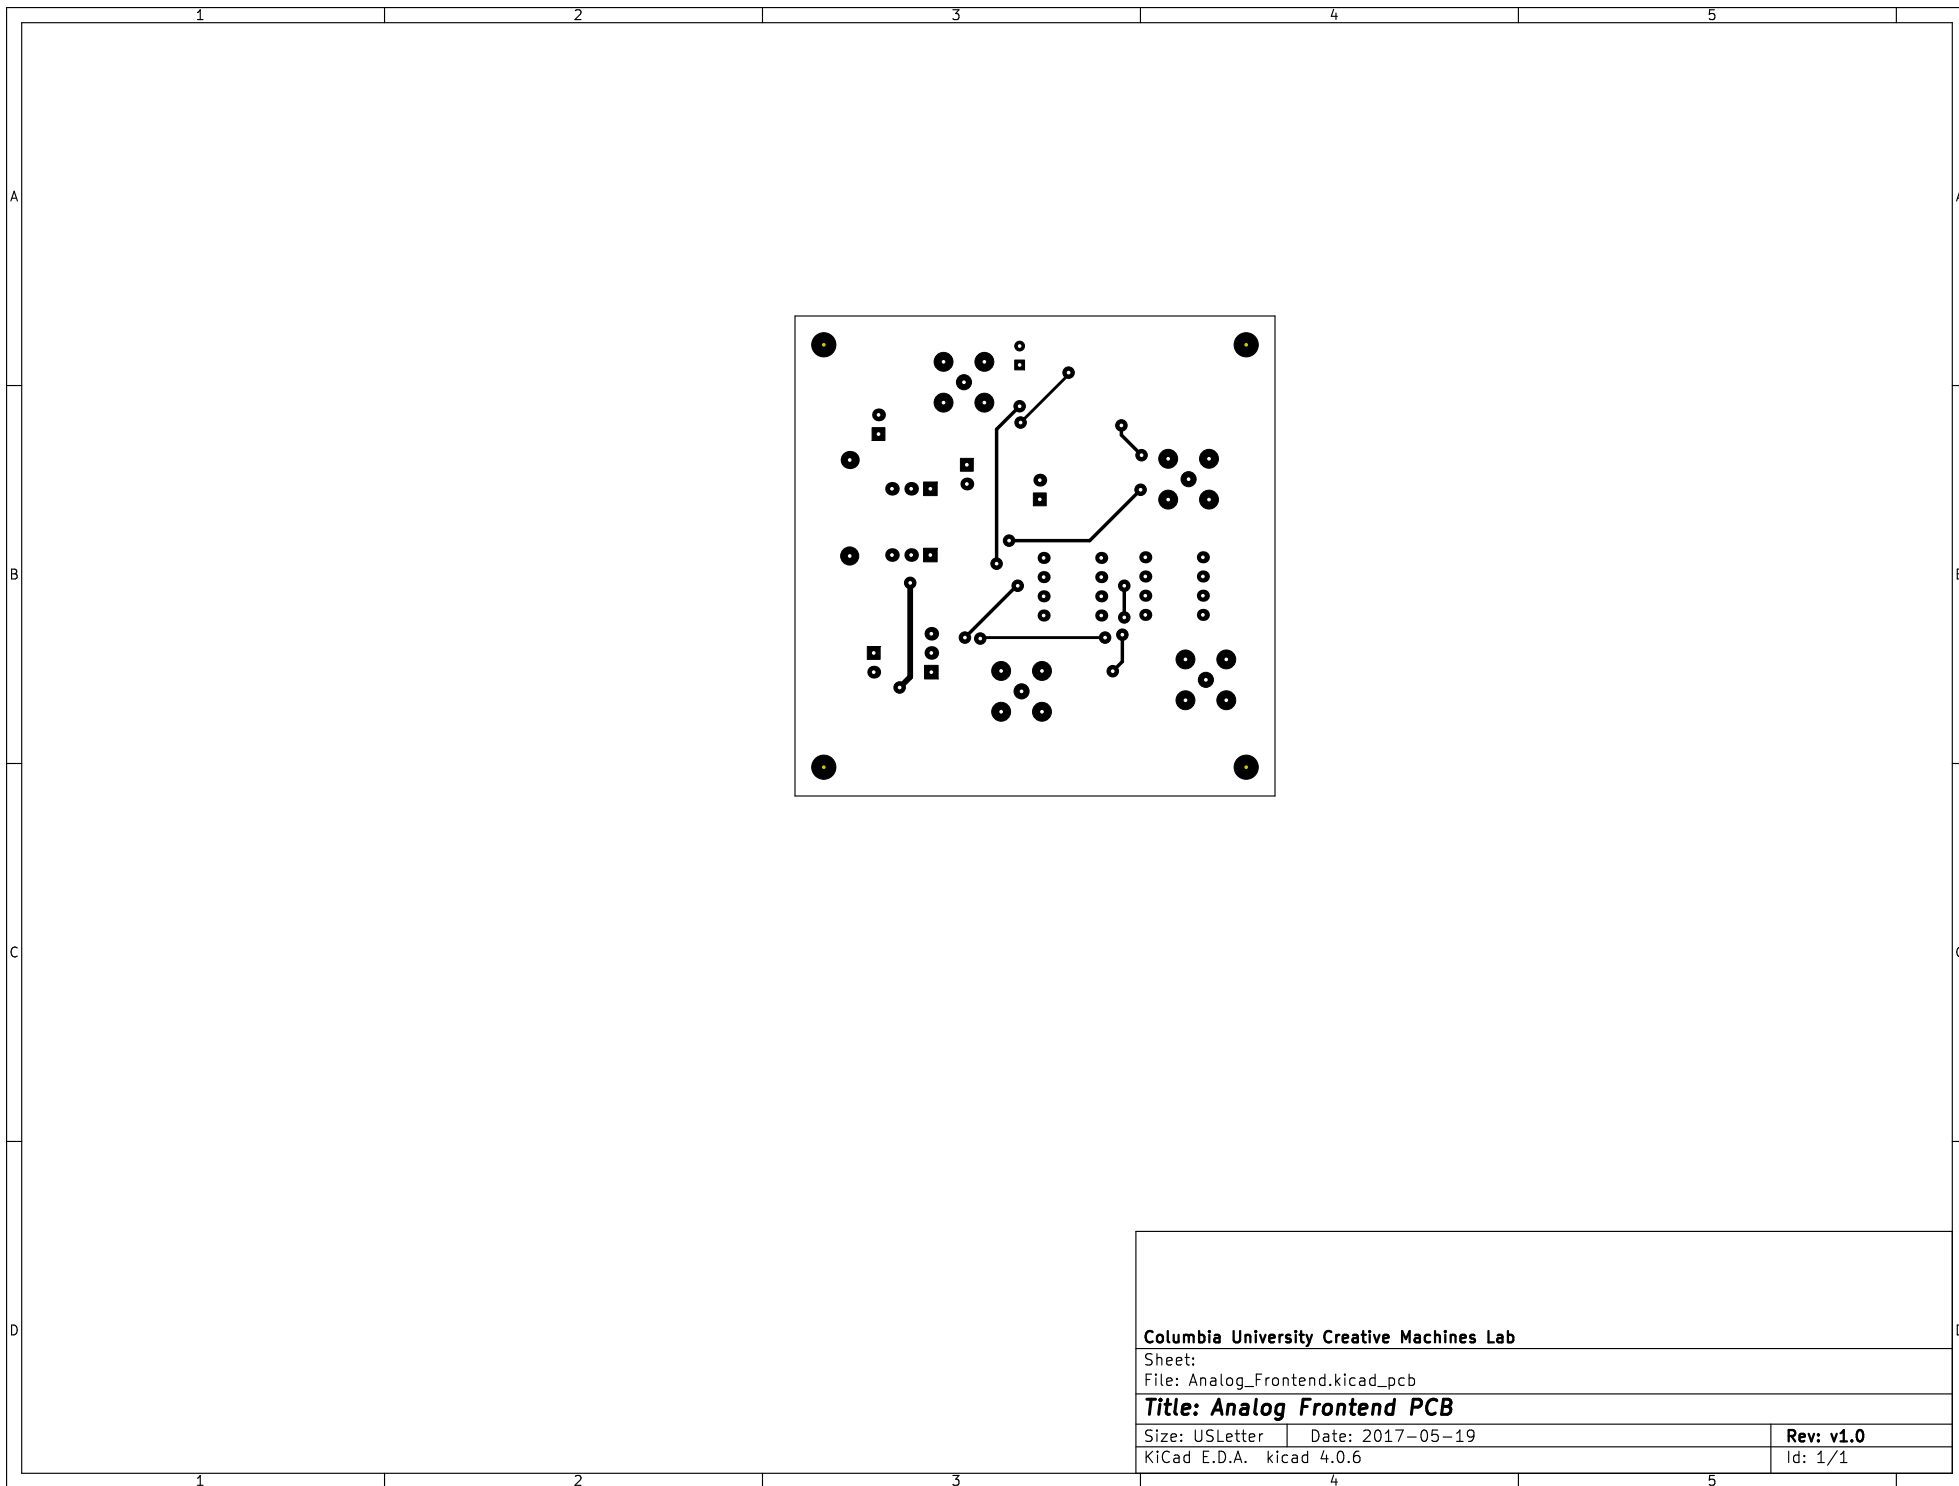 1 2 3 4 5
A A
B B
C C
D D
Columbia University Creative Machines Lab
Sheet:
File: Analog_Frontend.kicad_pcb
Title: Analog Frontend PCB
Size: USLetter Date: 2017-05-19 Rev: v1.0
KiCad E.D.A. kicad 4.0.6 Id: 1/1
1 2 3 4 5